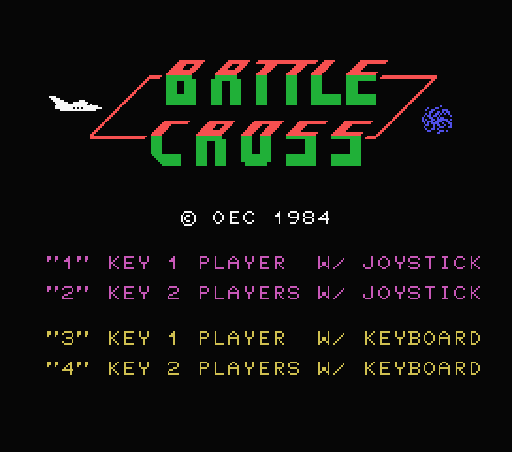 BATTLE
CROSS
© OEC 1984
"1" KEY 1 PLAYER W/ JOYSTICK
"2" KEY 2 PLAYERS W/ JOYSTICK
"3" KEY 1 PLAYER W/ KEYBOARD
"4" KEY 2 PLAYERS W/ KEYBOARD